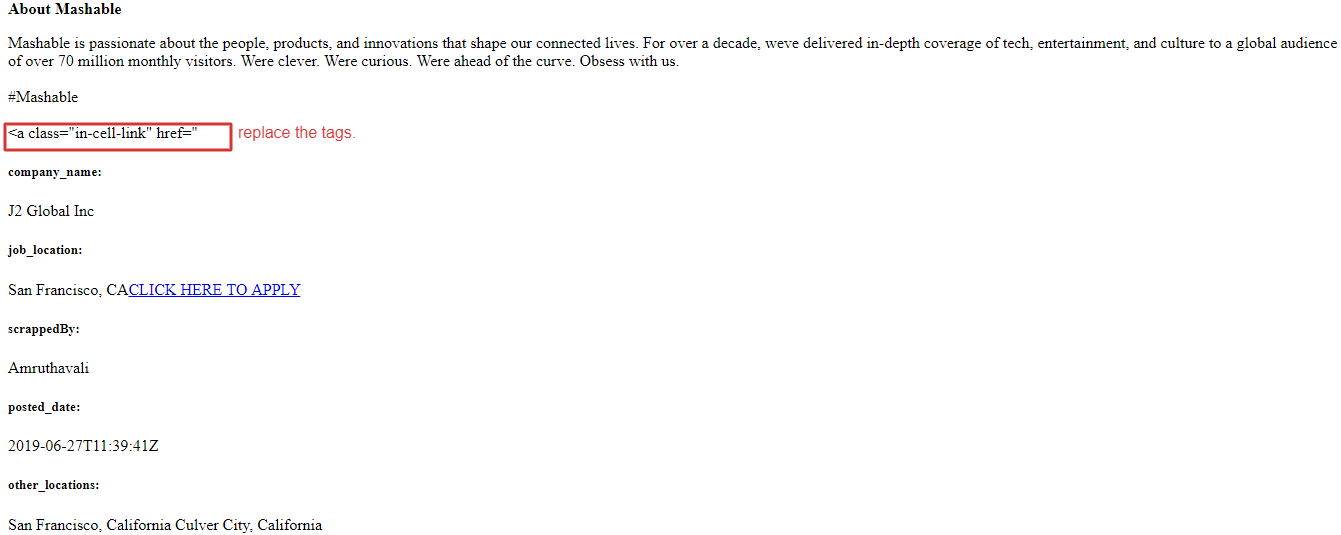 About Mashable
Mashable is passionate about the people, products, and innovations that shape our connected lives. For over a decade, weve delivered in-depth coverage of tech, entertainment, and culture to a global audience
of over 70 million monthly visitors. Were clever. Were curious. Were ahead of the curve. Obsess with us.
#Mashable
<a class="in-cell-link" href=" replace the tags.
company_name:
J2 Global Inc
job_location:
San Francisco, CACLICK HERE TO APPLY
scrappedBy:
Amruthavali
posted_date:
2019-06-27T11:39:41Z
other_locations:
San Francisco, California Culver City, California